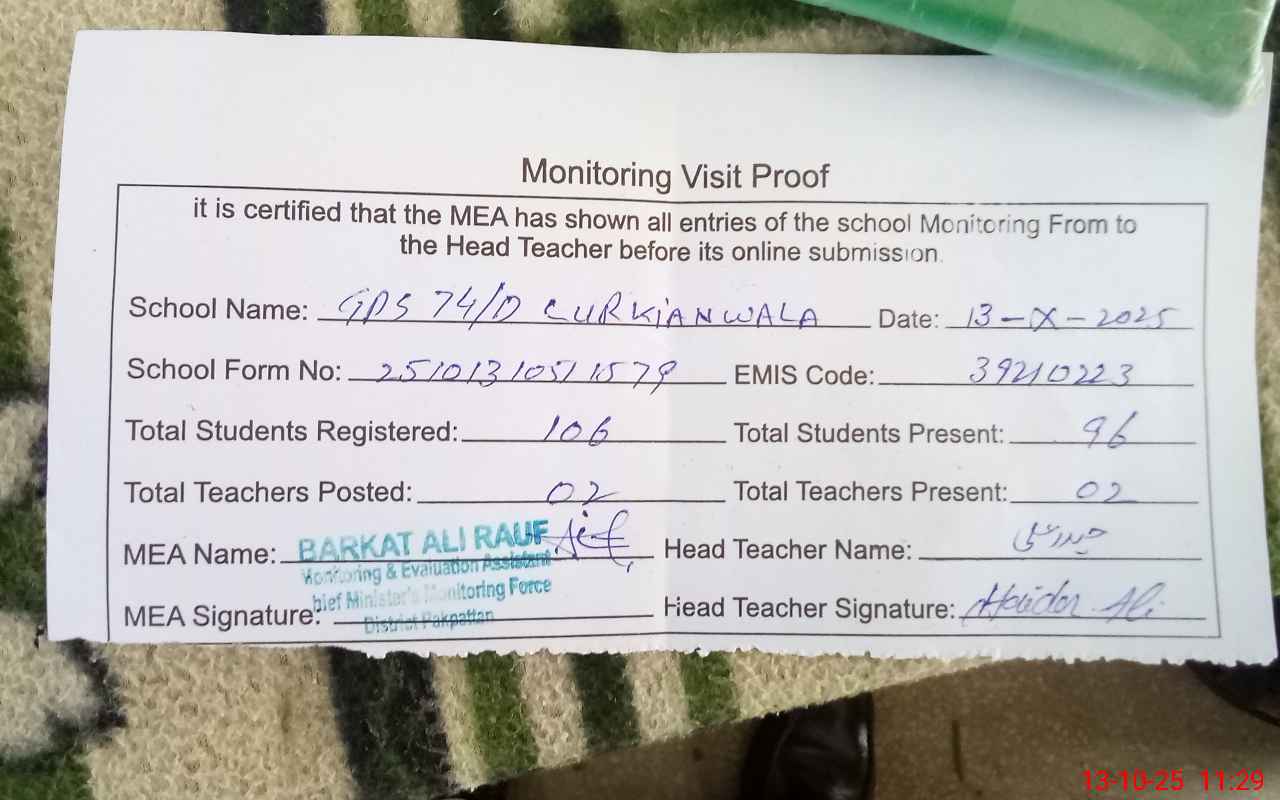 Monitoring Visit Proof
it is certified that the MEA has shown all entries of the school Monitoring From to
the Head Teacher before its online submission.
School Name: GPS 74/D CURKIANWALA Date: 13-IX-2025
School Form No: 2510131051 1579 EMIS Code: 39210223
Total Students Registered: 106 Total Students Present: 96
Total Teachers Posted: 02 Total Teachers Present: 02
MEA Name: BARKAT ALI RAUF Head Teacher Name: حیدر علی
Monitoring & Evaluation Assistant
Chief Minister's Monitoring Force
MEA Signature: Head Teacher Signature: Haider Ali
District Pakpattan
13-10-25 11:29